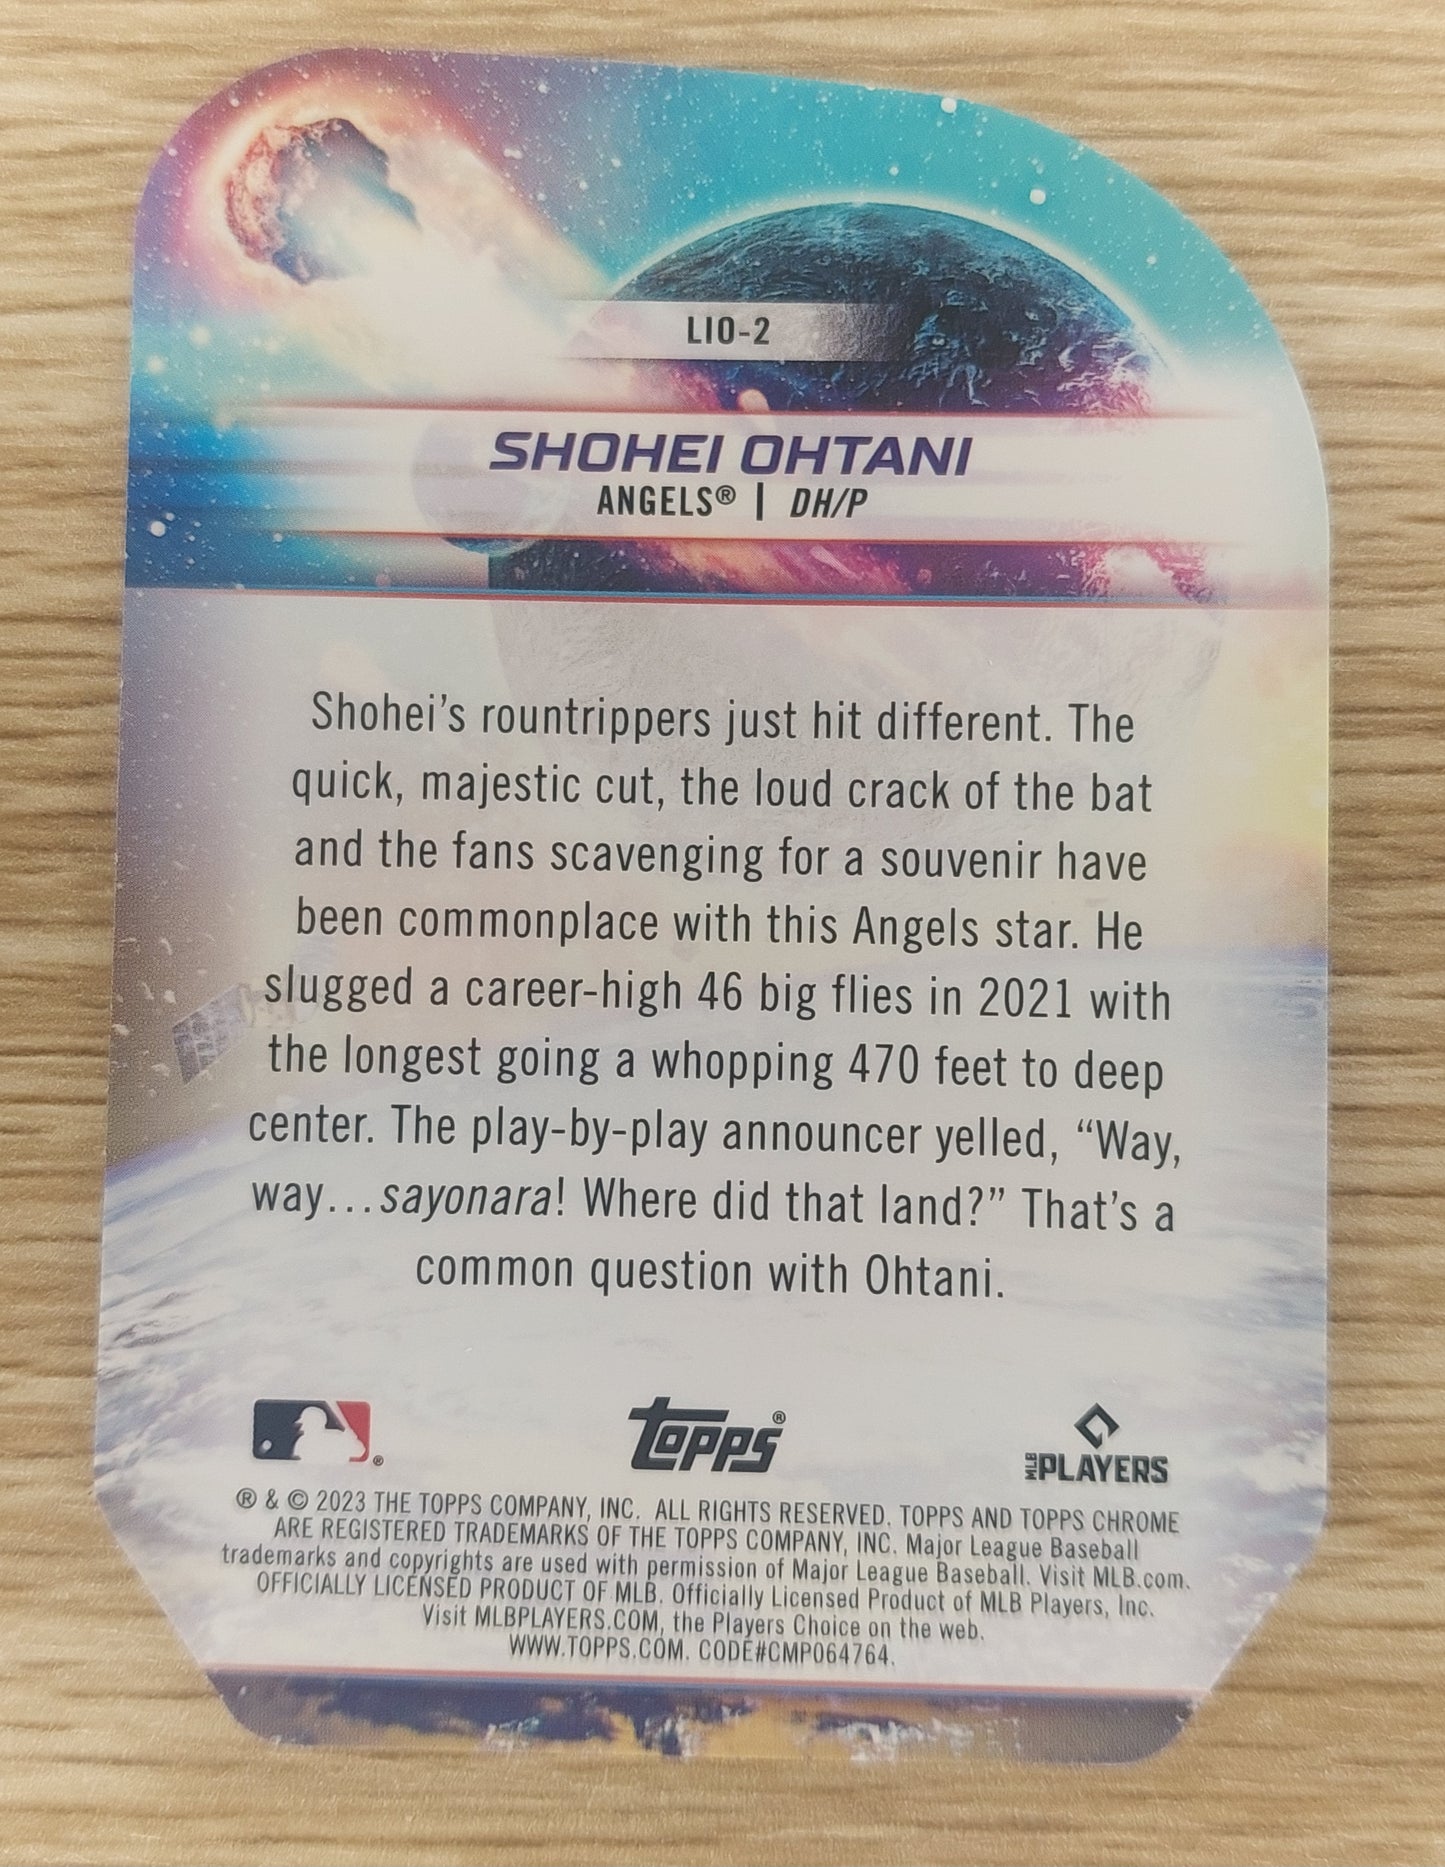 LIO-2
SHOHEI OHTANI
ANGELS® | DH/P
Shohei's rountrippers just hit different. The
quick, majestic cut, the loud crack of the bat
and the fans scavenging for a souvenir have
been commonplace with this Angels star. He
slugged a career-high 46 big flies in 2021 with
the longest going a whopping 470 feet to deep
center. The play-by-play announcer yelled, “Way,
way...sayonara! Where did that land?” That's a
common question with Ohtani.
®
topps®
MLB PLAYERS
® & © 2023 THE TOPPS COMPANY, INC. ALL RIGHTS RESERVED. TOPPS AND TOPPS CHROME
ARE REGISTERED TRADEMARKS OF THE TOPPS COMPANY, INC. Major League Baseball
trademarks and copyrights are used with permission of Major League Baseball. Visit MLB.com.
OFFICIALLY LICENSED PRODUCT OF MLB. Officially Licensed Product of MLB Players, Inc.
Visit MLBPLAYERS.COM, the Players Choice on the web.
WWW.TOPPS.COM. CODE#CMP064764.